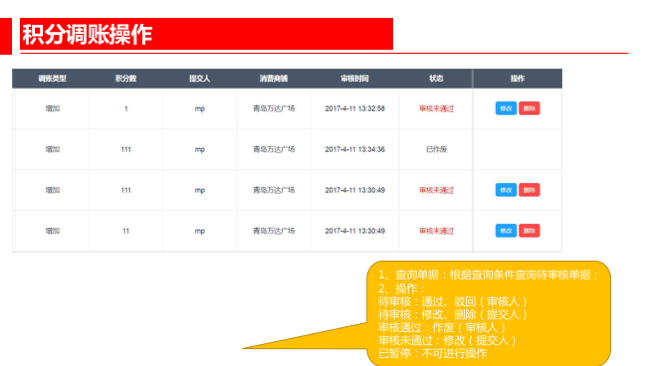 积分调账操作
调账类型 积分数 提交人 消费商铺 审核时间 状态 操作
增加 1 mp 青岛万达广场 2017-4-11 13:32:58 审核未通过 修改 删除
增加 111 mp 青岛万达广场 2017-4-11 13:34:36 已作废
增加 111 mp 青岛万达广场 2017-4-11 13:30:49 审核未通过 修改 删除
增加 11 mp 青岛万达广场 2017-4-11 13:30:49 审核未通过 修改 删除
1、查询单据：根据查询条件查询待审核单据；
2、操作：
待审核：通过、驳回（审核人）
待审核：修改、删除（提交人）
审核通过：作废（审核人）
审核未通过：修改（提交人）
已暂停：不可进行操作